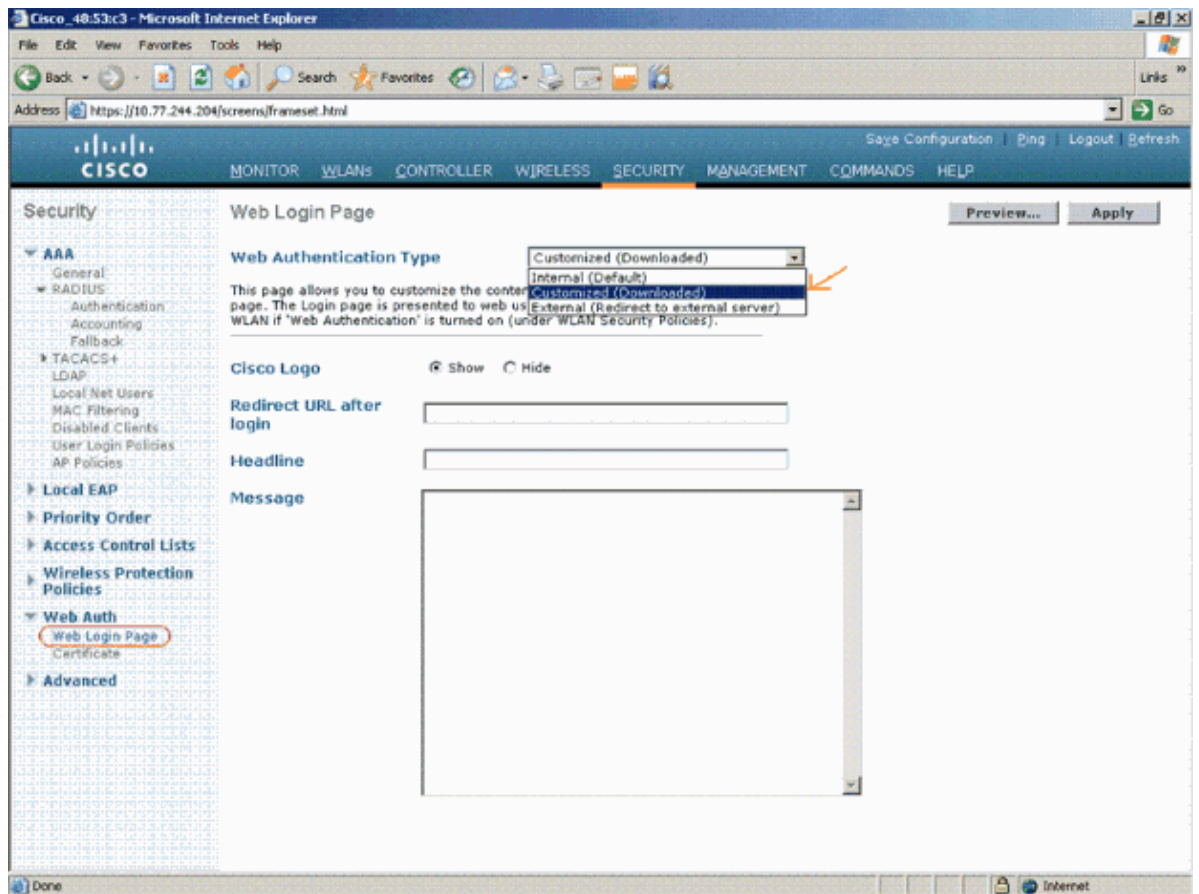 Cisco_48:53:c3 - Microsoft Internet Explorer
File Edit View Favorites Tools Help
Back Search Favorites Links
Address https://10.77.244.204/screens/frameset.html Go
Save Configuration | Ping | Logout | Refresh
CISCO
MONITOR WLANs CONTROLLER WIRELESS SECURITY MANAGEMENT COMMANDS HELP
Security
AAA
General
RADIUS
Authentication
Accounting
Fallback
TACACS+
LDAP
Local Net Users
MAC Filtering
Disabled Clients
User Login Policies
AP Policies
Local EAP
Priority Order
Access Control Lists
Wireless Protection
Policies
Web Auth
Web Login Page
Certificate
Advanced
Web Login Page
Preview... Apply
Web Authentication Type Customized (Downloaded)
Internal (Default)
Customized (Downloaded)
External (Redirect to external server)
This page allows you to customize the conten
page. The Login page is presented to web us
WLAN if 'Web Authentication' is turned on (under WLAN Security Policies).
Cisco Logo Show Hide
Redirect URL after
login
Headline
Message
Done Internet